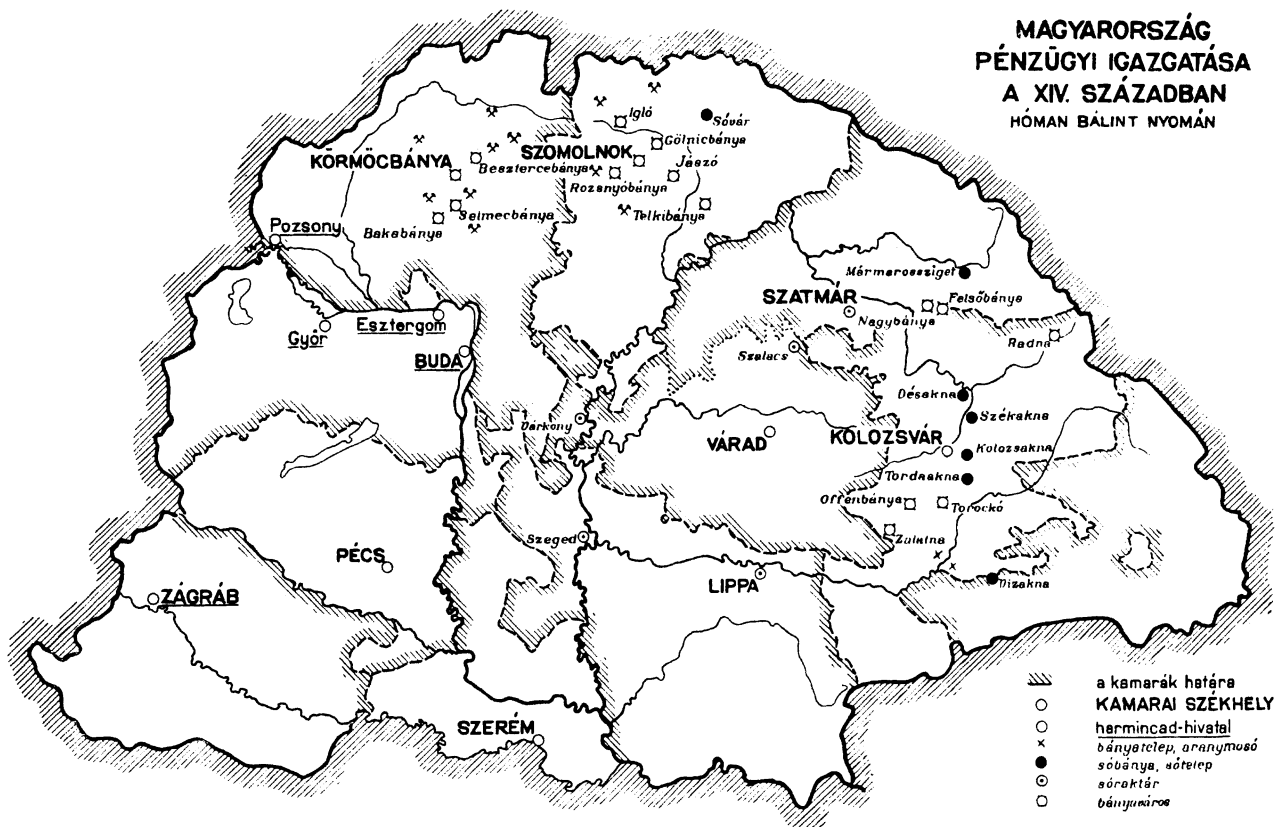 MAGYARORSZÁG
PÉNZÜGYI IGAZGATÁSA
A XIV. SZÁZADBAN
HÓMAN BÁLINT NYOMÁN
Igló
Sóvár
Gölnicbánya
KÖRMÖCBÁNYA
SZOMOLNOK
Besztercebánya
Jászó
Rozsnyóbánya
Selmecbánya
Telkibánya
Bakabánya
Pozsony
Mármarossziget
SZATMÁR
Felsőbánya
Nagybánya
Esztergom
Győr
Radna
BUDA
Szalacs
Désakna
Székakna
Várkony
VÁRAD
KOLOZSVÁR
Kolozsakna
Tordaakna
Offenbánya
Torockó
Szeged
Zalatna
PÉCS
LIPPA
Vizakna
ZÁGRÁB
SZERÉM
a kamarák határa
KAMARAI SZÉKHELY
harmincad-hivatal
bányatelep, aranymosó
sóbánya, sótelep
sóraktár
bányaváros